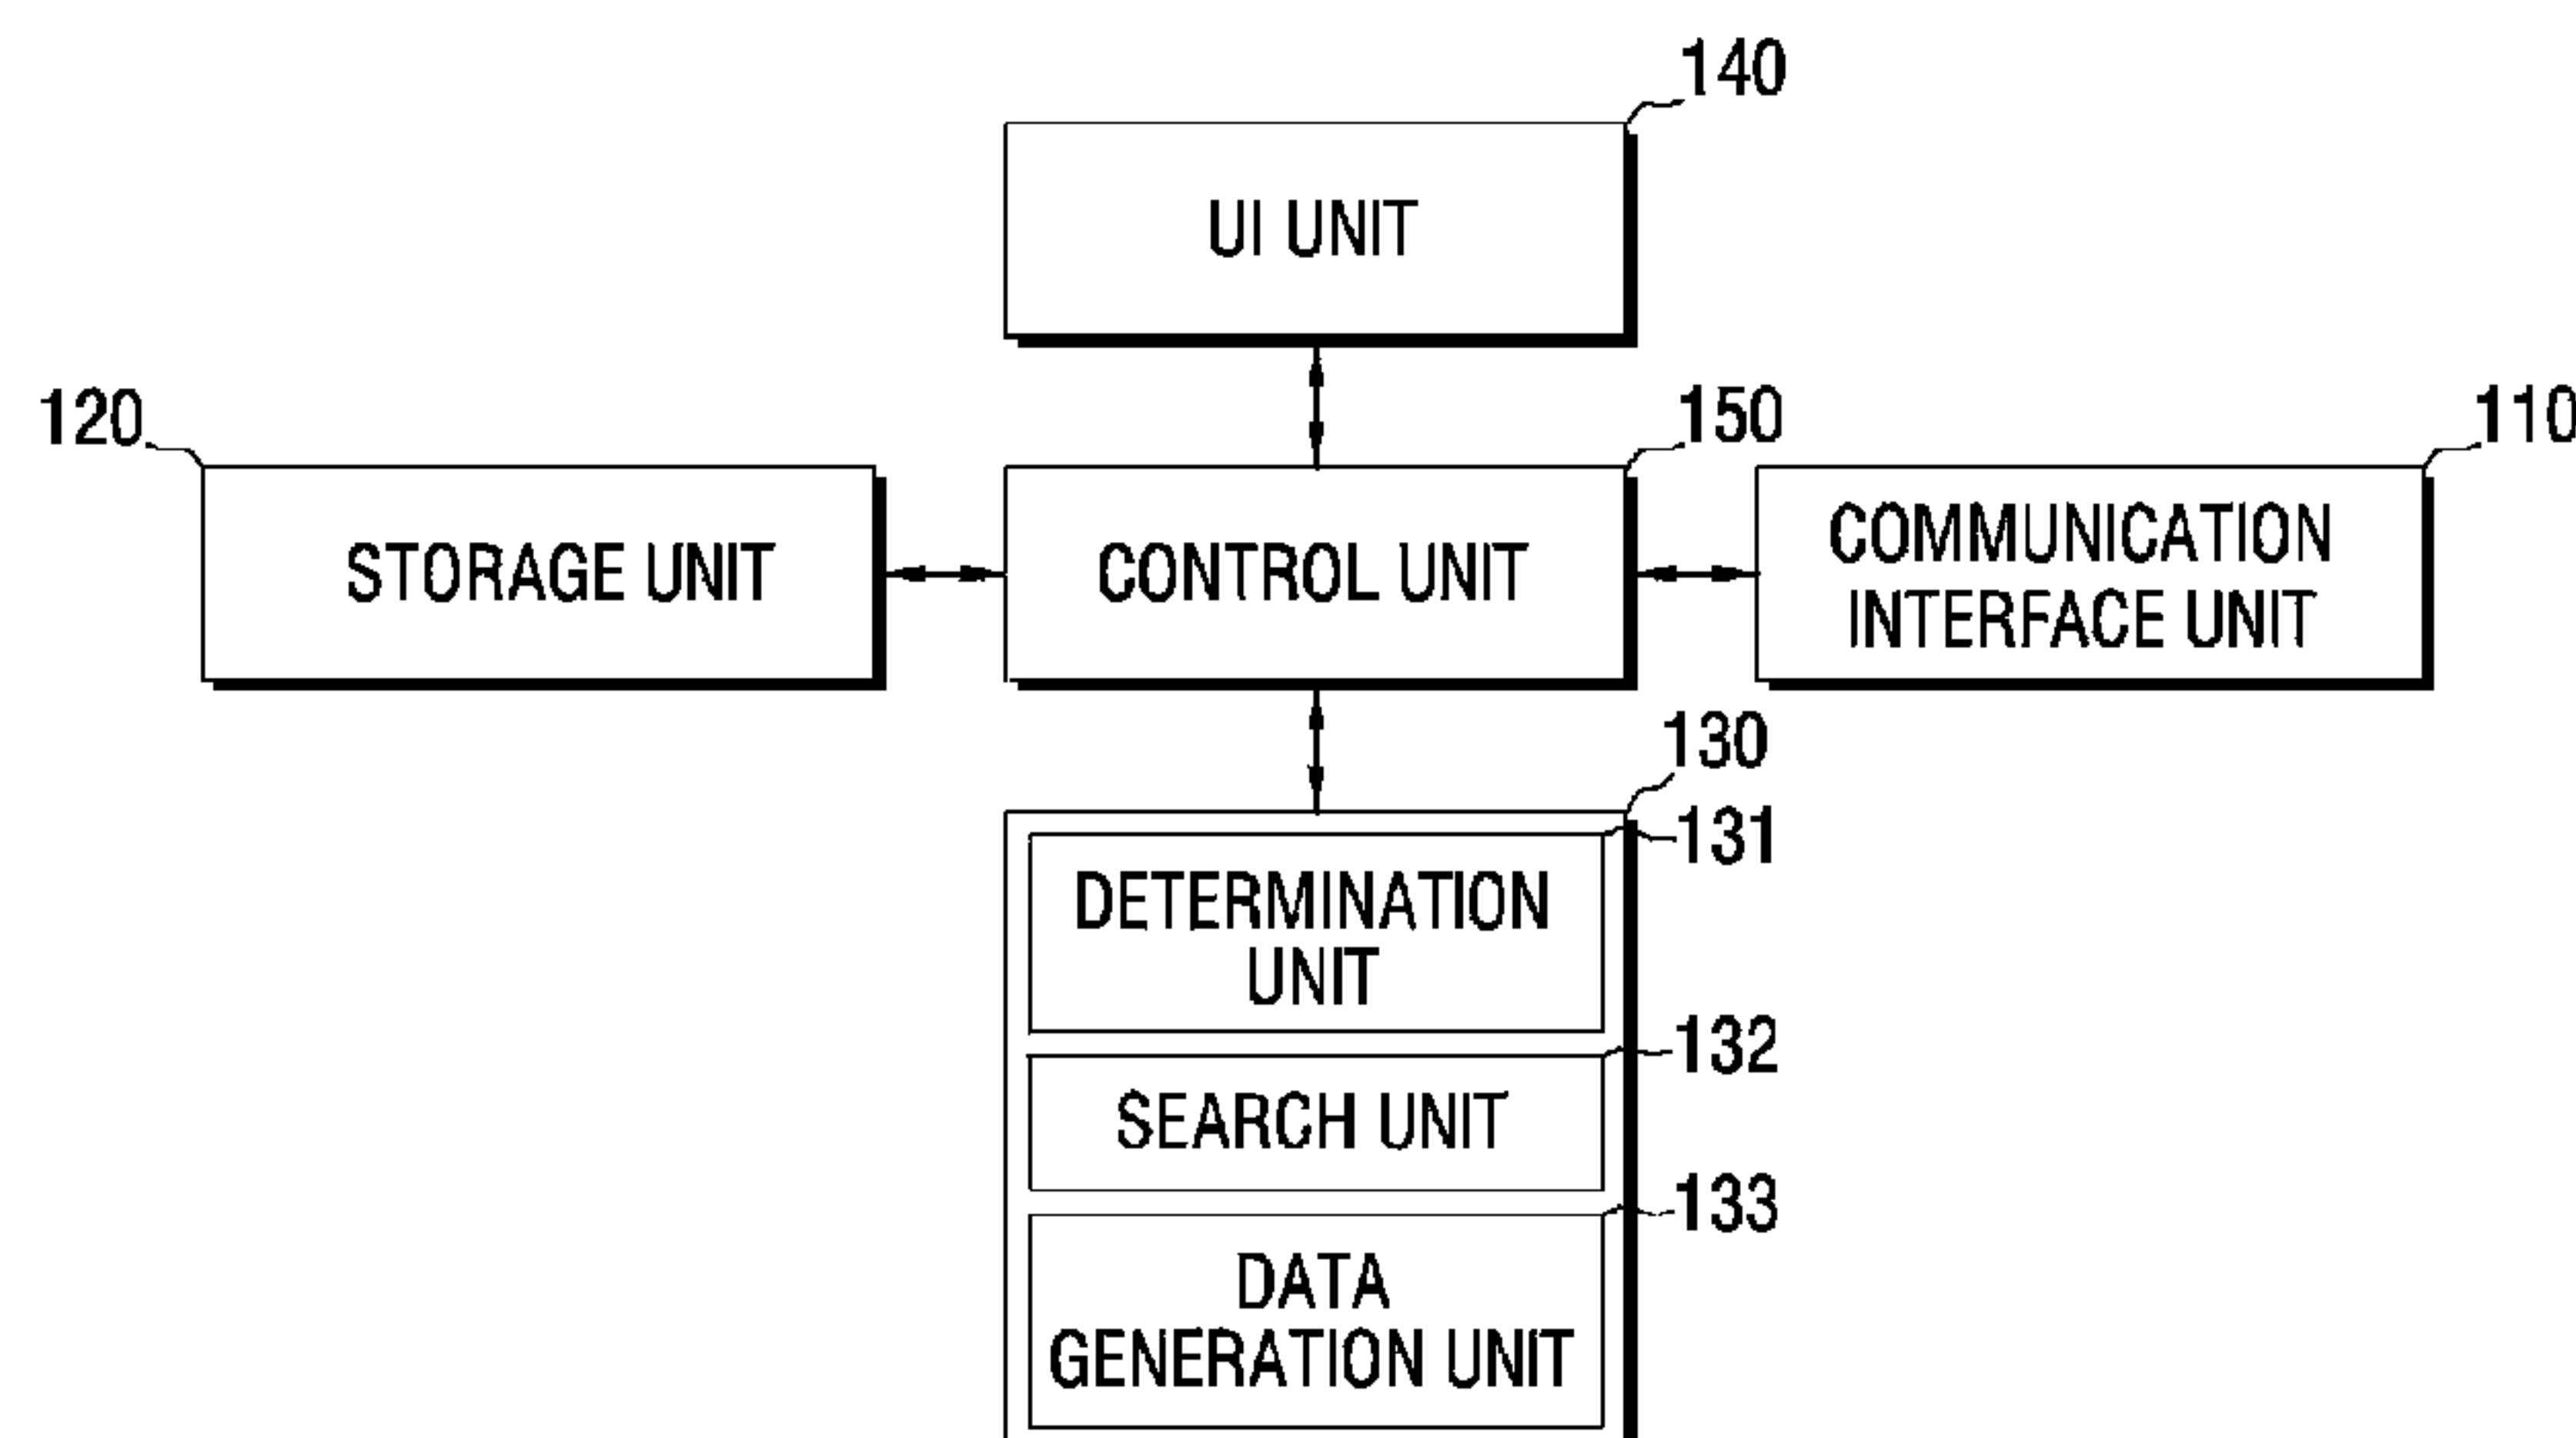 140
UI UNIT
120
150
110
STORAGE UNIT
CONTROL UNIT
COMMUNICATION
INTERFACE UNIT
130
131
DETERMINATION
UNIT
132
SEARCH UNIT
133
DATA
GENERATION UNIT